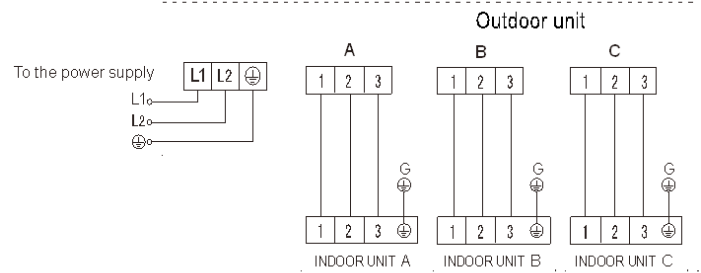 Outdoor unit
A B C
To the power supply L1 L2 1 2 3 1 2 3 1 2 3
L1
L2
G G G
1 2 3 1 2 3 1 2 3
INDOOR UNIT A INDOOR UNIT B INDOOR UNIT C